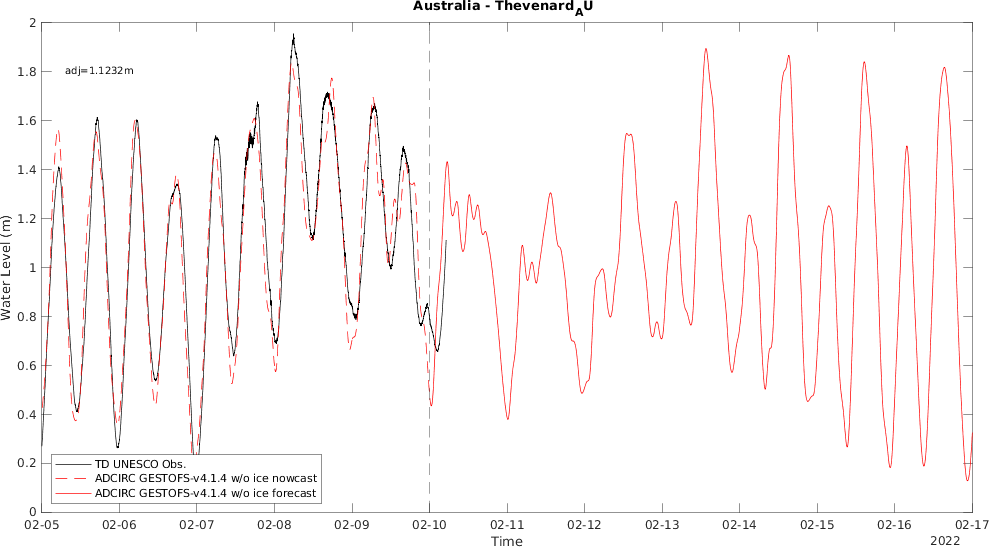 Australia - Thevenard_AU
adj=1.1232m
Water Level (m)
2
1.8
1.6
1.4
1.2
1
0.8
0.6
0.4
0.2
0
TD UNESCO Obs.
ADCIRC GESTOFS-v4.1.4 w/o ice nowcast
ADCIRC GESTOFS-v4.1.4 w/o ice forecast
02-05 02-06 02-07 02-08 02-09 02-10 02-11 02-12 02-13 02-14 02-15 02-16 02-17
Time
2022